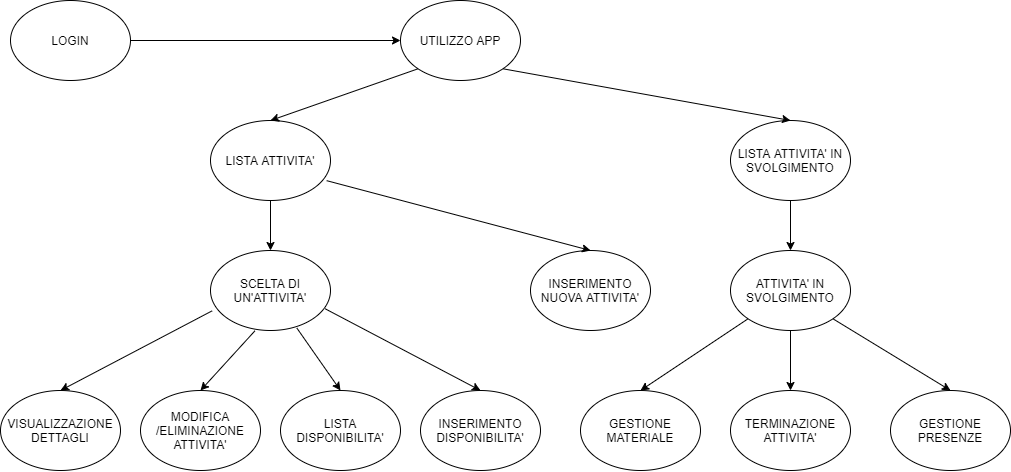 LOGIN
UTILIZZO APP
LISTA ATTIVITA'
LISTA ATTIVITA' IN
SVOLGIMENTO
SCELTA DI
UN'ATTIVITA'
INSERIMENTO
NUOVA ATTIVITA'
ATTIVITA' IN
SVOLGIMENTO
VISUALIZZAZIONE
DETTAGLI
MODIFICA
/ELIMINAZIONE
ATTIVITA'
LISTA
DISPONIBILITA'
INSERIMENTO
DISPONIBILITA'
GESTIONE
MATERIALE
TERMINAZIONE
ATTIVITA'
GESTIONE
PRESENZE